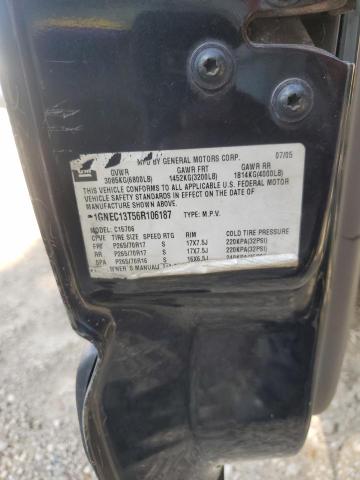 MFD BY GENERAL MOTORS CORP. 07/05
GVWR GAWR FRT GAWR RR
3085KG(6800LB) 1452KG(3200LB) 1814KG(4000LB)
THIS VEHICLE CONFORMS TO ALL APPLICABLE U.S. FEDERAL MOTOR
VEHICLE SAFETY STANDARDS IN EFFECT ON THE DATE OF
MANUFACTURE SHOWN ABOVE.
1GNEC13T56R106187 TYPE: M.P.V.
MODEL: C15706
CYE TIRE SIZE SPEED RTG RIM COLD TIRE PRESSURE
FRT P265/70R17 S 17X7.5J 220KPA(32PSI)
RR P265/70R17 S 17X7.5J 220KPA(32PSI)
SPA P265/70R16 S 16X6.5J